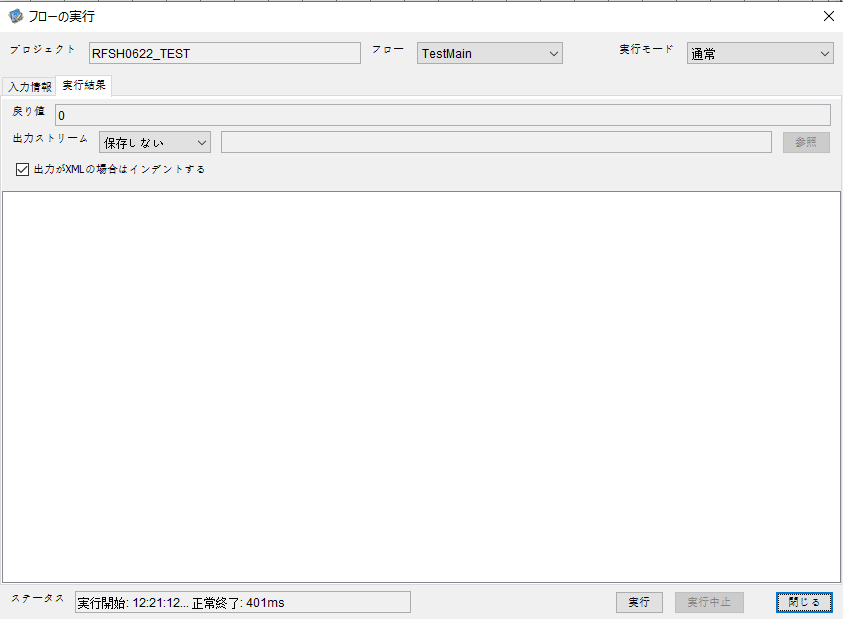 フローの実行
プロジェクト RFSH0622_TEST フロー TestMain 実行モード 通常
入力情報 実行結果
戻り値 0
出力ストリーム 保存しない 参照
出力がXMLの場合はインデントする
ステータス 実行開始: 12:21:12... 正常終了: 401ms 実行 実行中止 閉じる